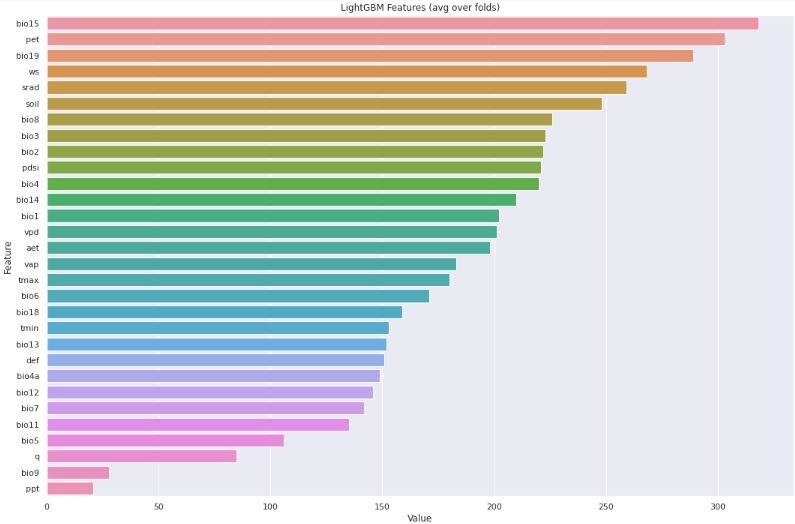 LightGBM Features (avg over folds)
bio15
pet
bio19
ws
srad
soil
bio8
bio3
bio2
pdsi
bio4
bio14
bio1
vpd
aet
vap
tmax
bio6
bio18
tmin
bio13
def
bio4a
bio12
bio7
bio11
bio5
q
bio9
ppt
Feature
0 50 100 150 200 250 300
Value